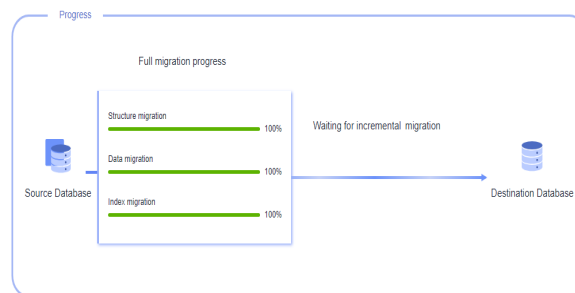 Progress
Full migration progress
Structure migration
100%
Waiting for incremental migration
Data migration
100%
Source Database
Destination Database
Index migration
100%